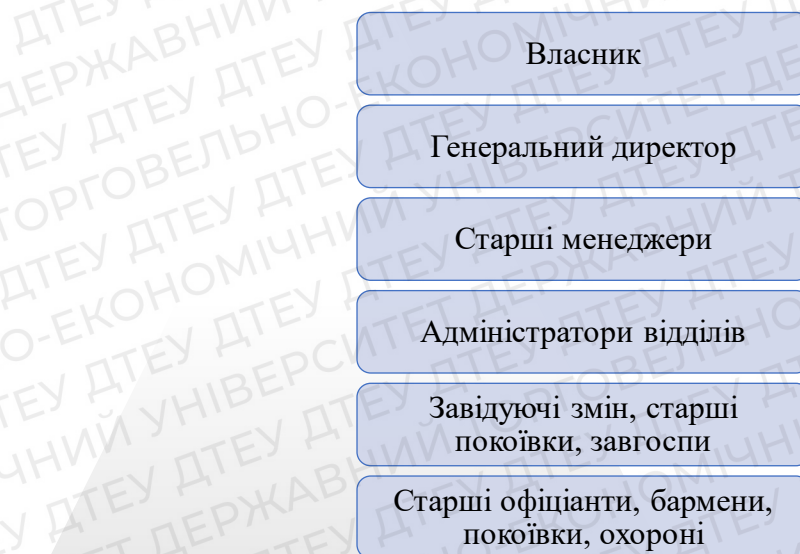 Власник
Генеральний директор
Старші менеджери
Адміністратори відділів
Завідуючі змін, старші
покоївки, завгоспи
Старші офіціанти, бармени,
покоївки, охороні